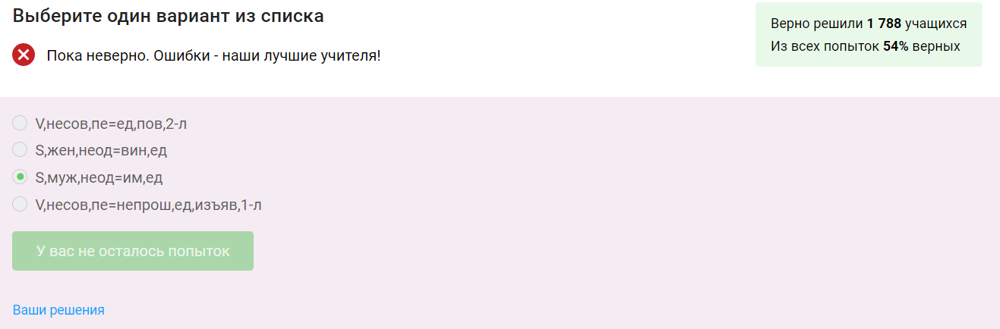 Выберите один вариант из списка
Верно решили 1 788 учащихся
Из всех попыток 54% верных
Пока неверно. Ошибки - наши лучшие учителя!
V,несов,пе=ед,пов,2-л
S,жен,неод=вин,ед
S,муж,неод=им,ед
V,несов,пе=непрош,ед,изъяв,1-л
У вас не осталось попыток
Ваши решения